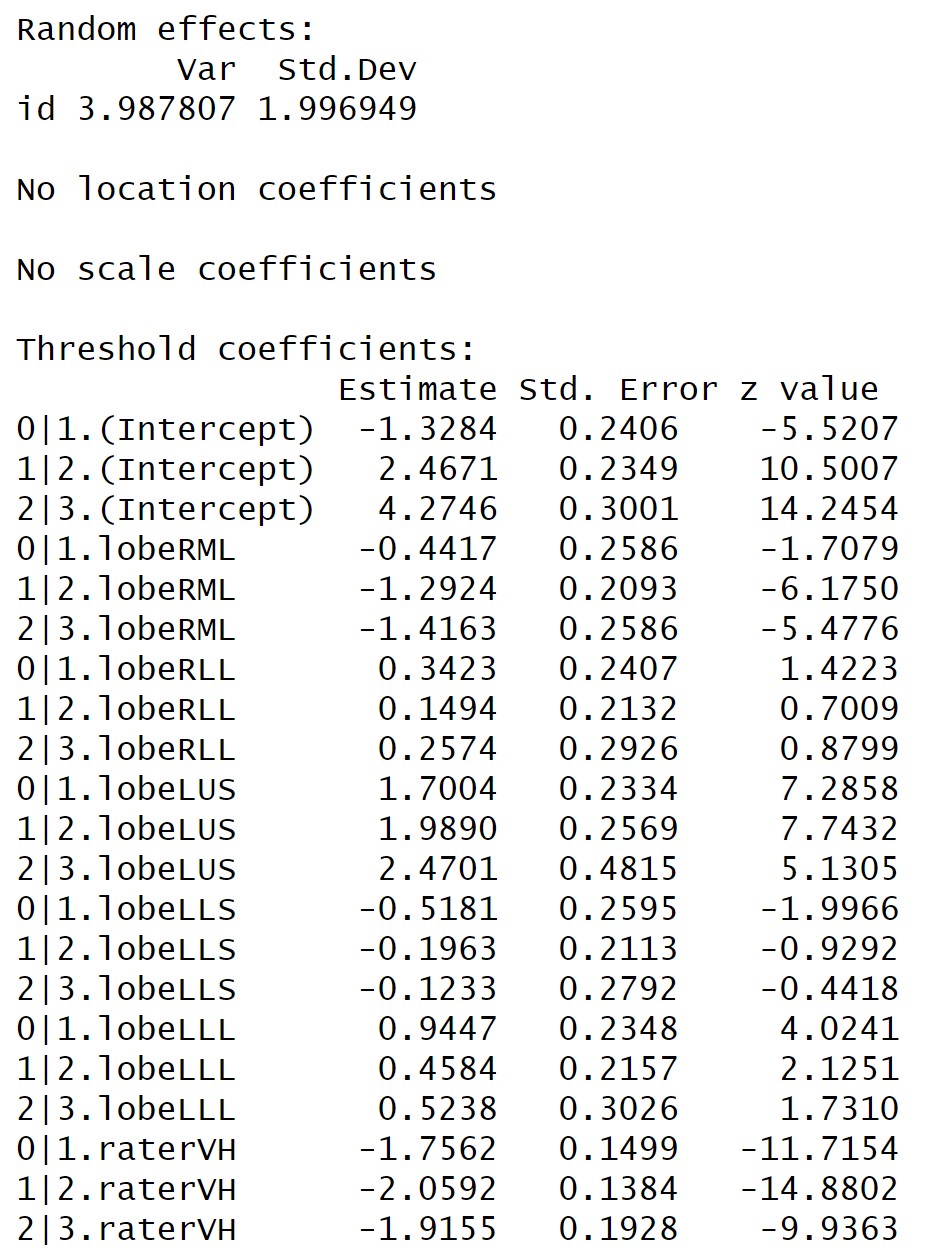 Random effects:
Var Std.Dev
id 3.987807 1.996949
No location coefficients
No scale coefficients
Threshold coefficients:
Estimate Std. Error z value
0|1.(Intercept) -1.3284 0.2406 -5.5207
1|2.(Intercept) 2.4671 0.2349 10.5007
2|3.(Intercept) 4.2746 0.3001 14.2454
0|1.lobeRML -0.4417 0.2586 -1.7079
1|2.lobeRML -1.2924 0.2093 -6.1750
2|3.lobeRML -1.4163 0.2586 -5.4776
0|1.lobeRLL 0.3423 0.2407 1.4223
1|2.lobeRLL 0.1494 0.2132 0.7009
2|3.lobeRLL 0.2574 0.2926 0.8799
0|1.lobeLUS 1.7004 0.2334 7.2858
1|2.lobeLUS 1.9890 0.2569 7.7432
2|3.lobeLUS 2.4701 0.4815 5.1305
0|1.lobeLLS -0.5181 0.2595 -1.9966
1|2.lobeLLS -0.1963 0.2113 -0.9292
2|3.lobeLLS -0.1233 0.2792 -0.4418
0|1.lobeLLL 0.9447 0.2348 4.0241
1|2.lobeLLL 0.4584 0.2157 2.1251
2|3.lobeLLL 0.5238 0.3026 1.7310
0|1.raterVH -1.7562 0.1499 -11.7154
1|2.raterVH -2.0592 0.1384 -14.8802
2|3.raterVH -1.9155 0.1928 -9.9363